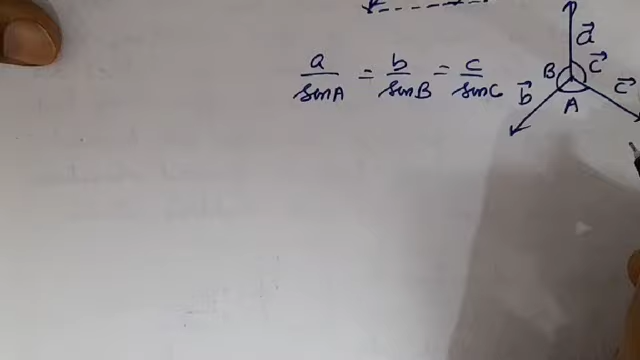 a/sinA = b/sinB = c/sinC
a⃗
B
c⃗
b⃗
c⃗
A